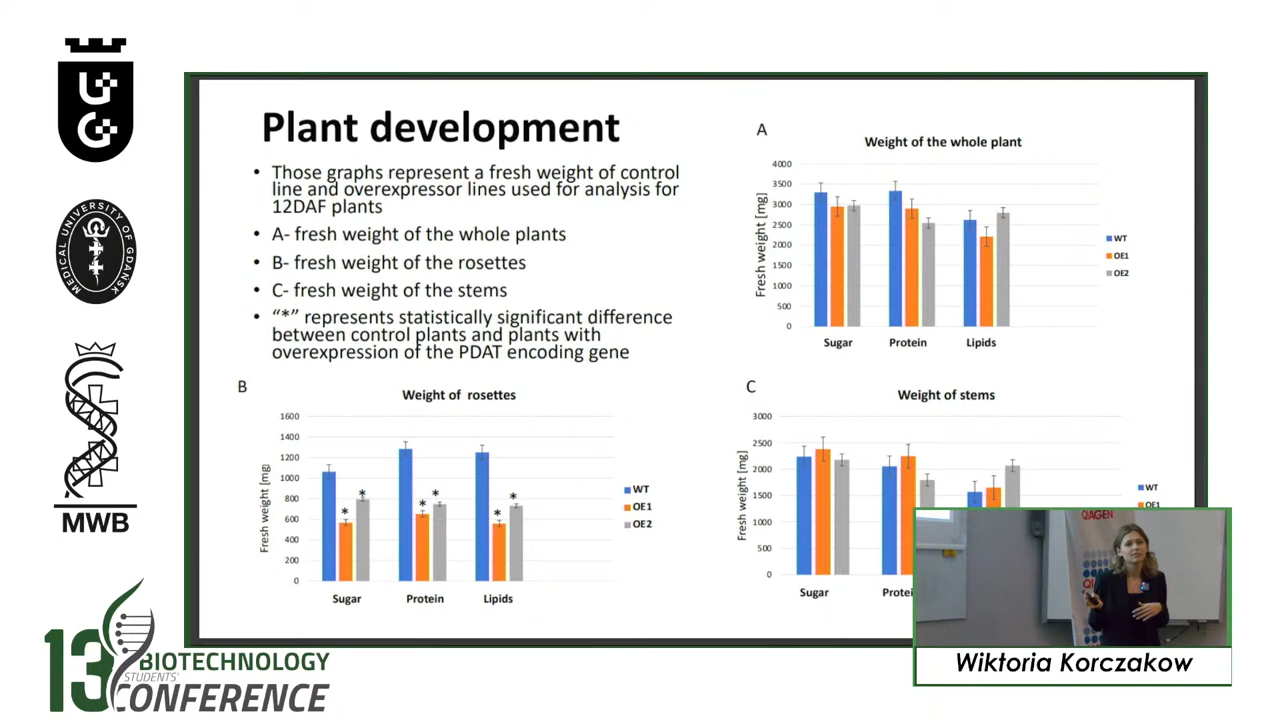 UG
MEDICAL UNIVERSITY OF GDANSK
MWB
13 BIOTECHNOLOGY
STUDENTS'
CONFERENCE
Plant development
• Those graphs represent a fresh weight of control
line and overexpressor lines used for analysis for
12DAF plants
• A- fresh weight of the whole plants
• B- fresh weight of the rosettes
• C- fresh weight of the stems
• “*” represents statistically significant difference
between control plants and plants with
overexpression of the PDAT encoding gene
A
Weight of the whole plant
Fresh weight [mg]
4000
3500
3000
2500
2000
1500
1000
500
0
Sugar Protein Lipids
WT
OE1
OE2
B
Weight of rosettes
Fresh weight [mg]
1600
1400
1200
1000
800
600
400
200
0
* * * * * *
Sugar Protein Lipids
WT
OE1
OE2
C
Weight of stems
Fresh weight [mg]
3000
2500
2000
1500
1000
500
0
Sugar Protei
WT
OE1
QIAGEN
Wiktoria Korczakow